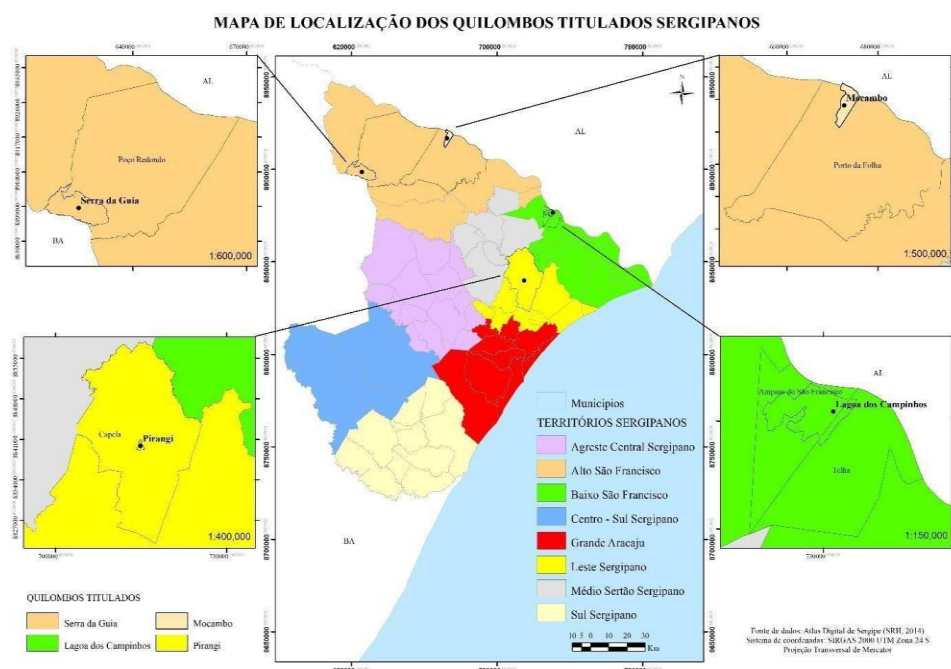 MAPA DE LOCALIZAÇÃO DOS QUILOMBOS TITULADOS SERGIPANOS
640000
670000
AL
Poço Redondo
Serra da Guia
BA
1:600,000
620000
700000
780000
N
AL
BA
AL
Mocambo
Porto da Folha
1:500,000
Capela
Pirangi
1:400,000
700000
730000
AL
Amparo do São Francisco
Lagoa dos Campinhos
Telha
1:150,000
730000
Municípios
TERRITÓRIOS SERGIPANOS
Agreste Central Sergipano
Alto São Francisco
Baixo São Francisco
Centro - Sul Sergipano
Grande Aracaju
Leste Sergipano
Médio Sertão Sergipano
Sul Sergipano
10 5 0 10 20 30
Km
QUILOMBOS TITULADOS
Serra da Guia
Mocambo
Lagoa dos Campinhos
Pirangi
Fonte de dados: Atlas Digital de Sergipe (SRH, 2014)
Sistema de coordenadas: SIRGAS 2000 UTM Zona 24 S
Projeção Transversal de Mercator